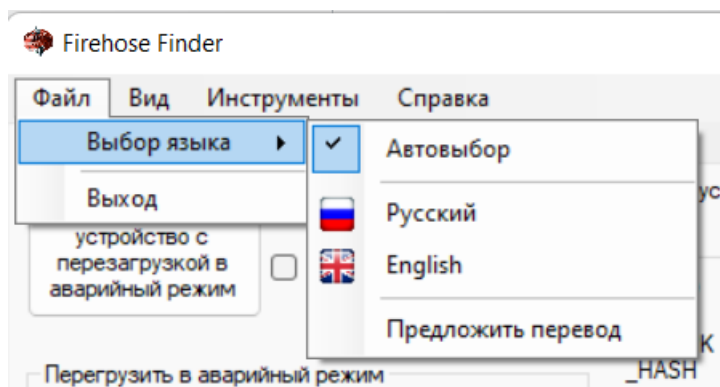 Firehose Finder
Файл Вид Инструменты Справка
Выбор языка
Автовыбор
Выход
Русский
устройство с
перезагрузкой в
аварийный режим
English
Предложить перевод
Перегрузить в аварийный режим
_HASH